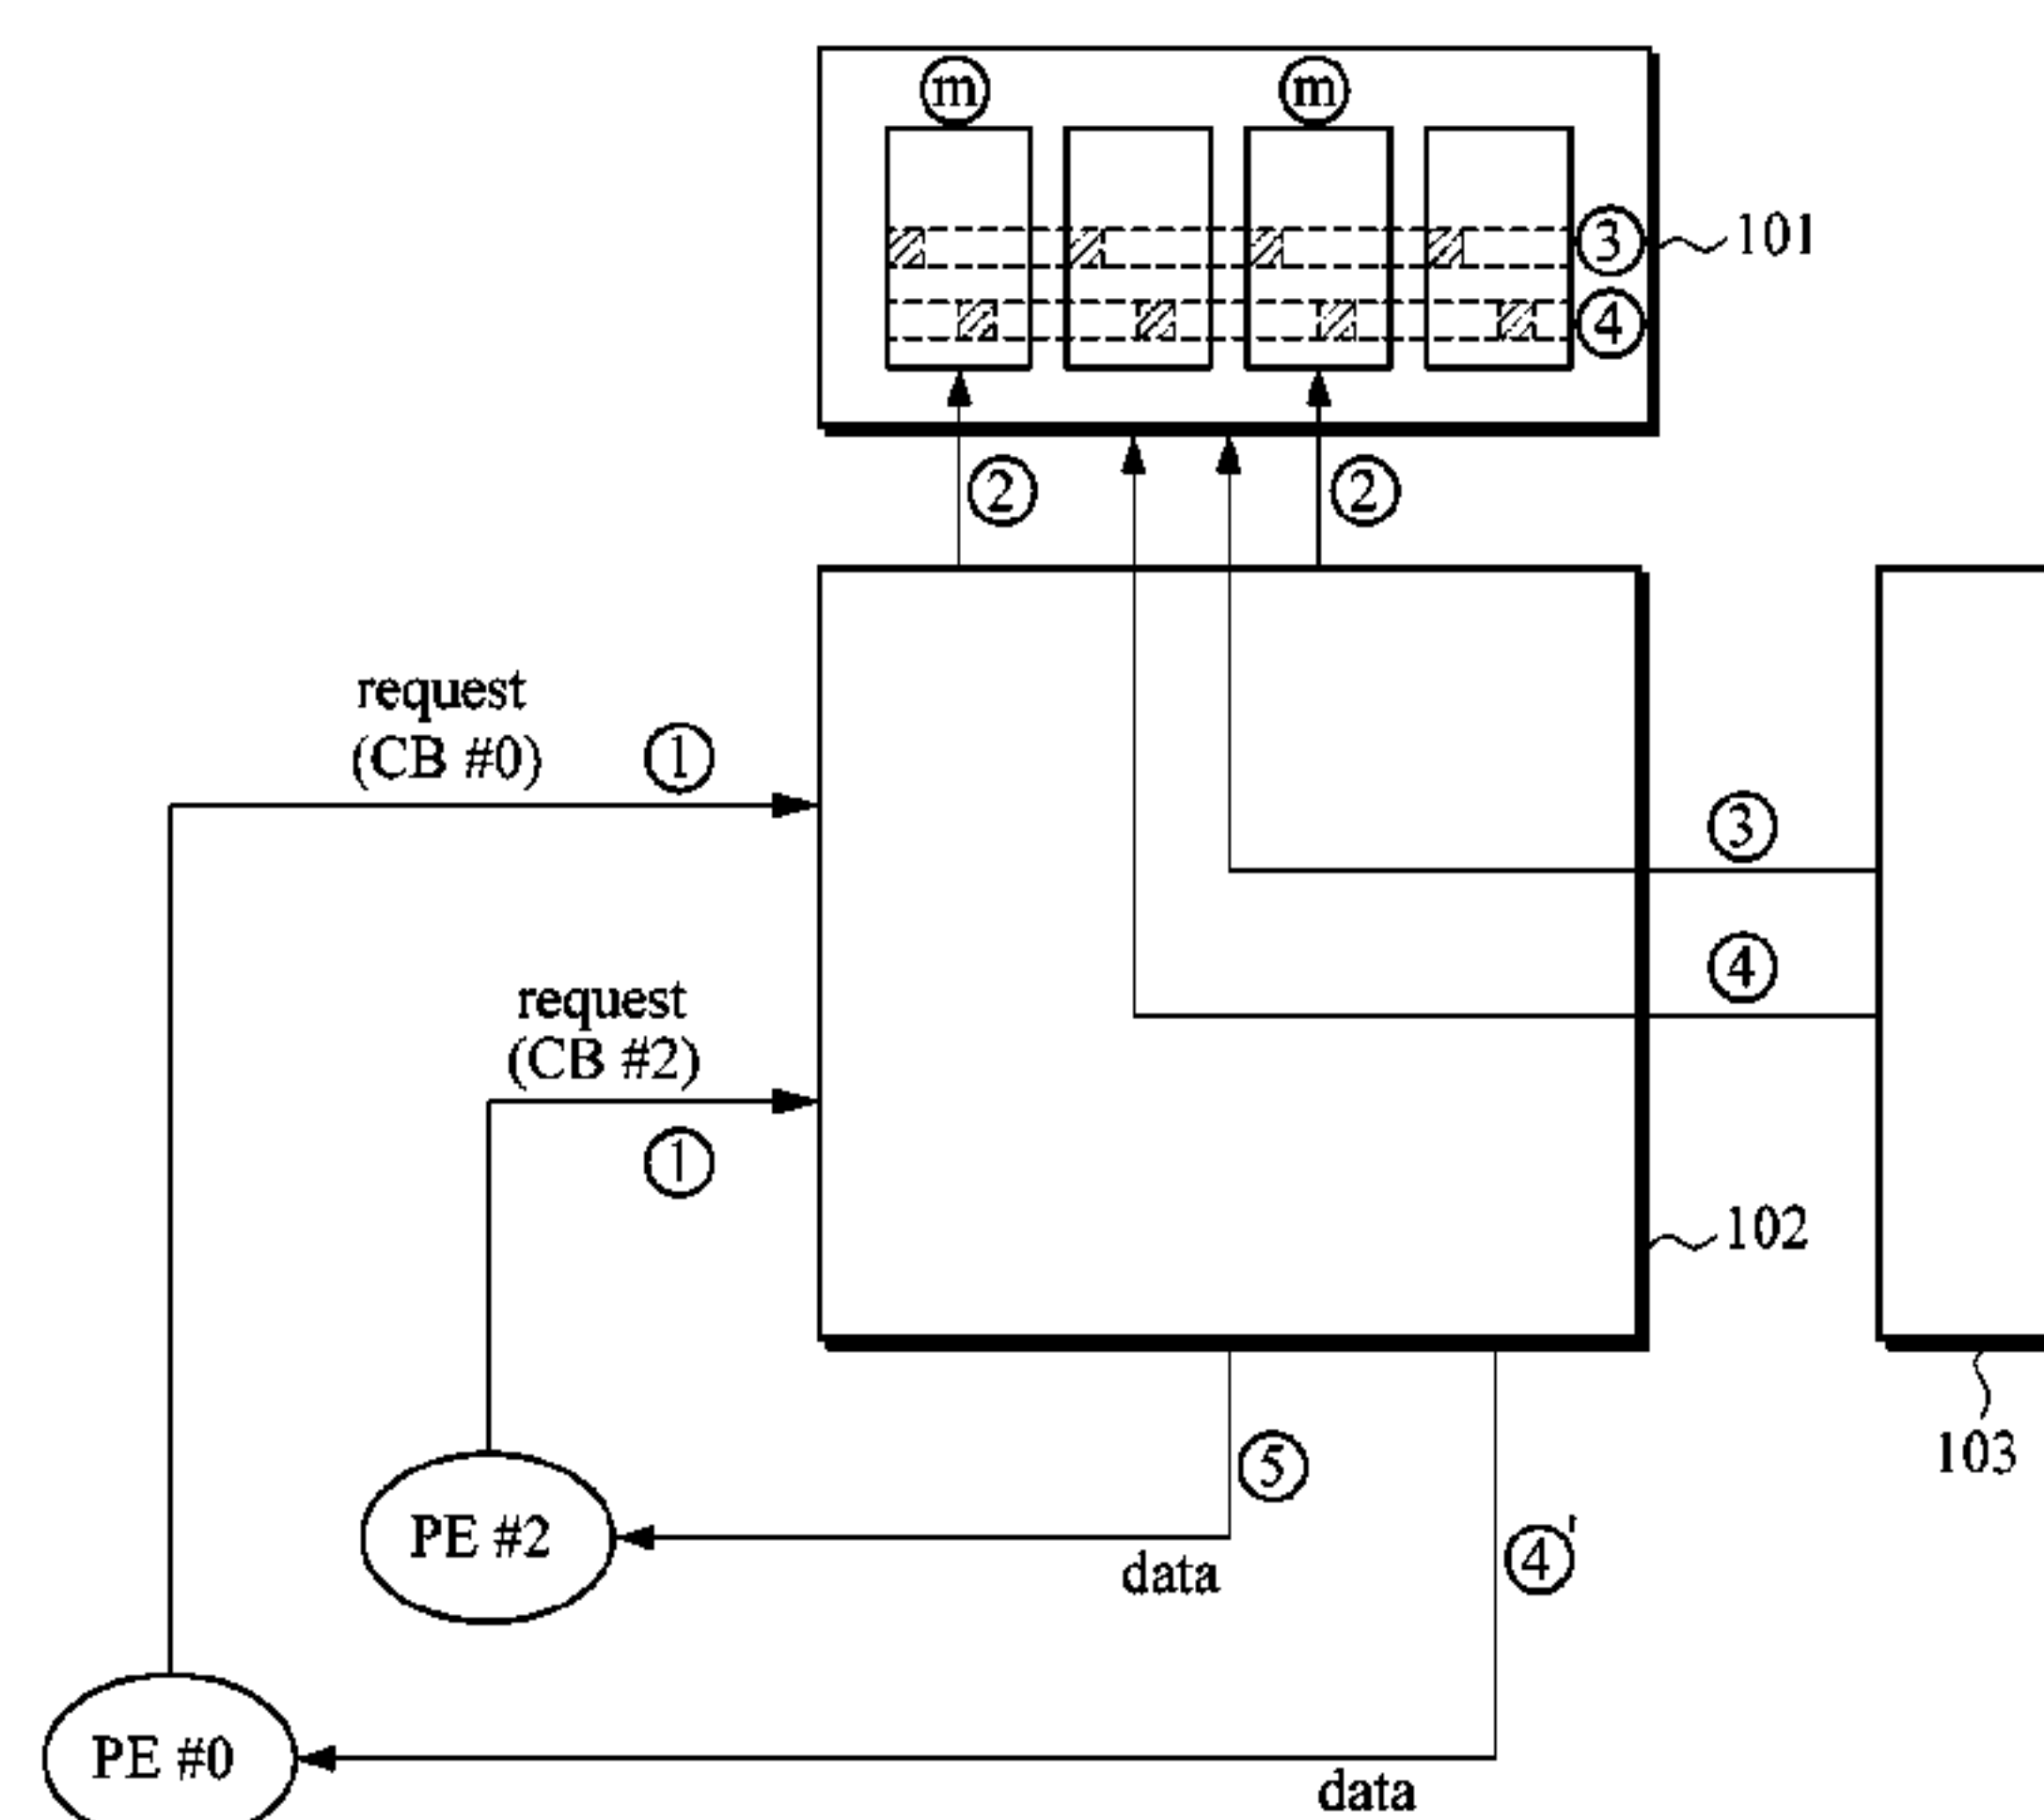 ⓜ ⓜ
③ 101
④
② ②
request
(CB #0) ①
③
④
request
(CB #2)
①
102
⑤
103
PE #2
data
④'
PE #0
data